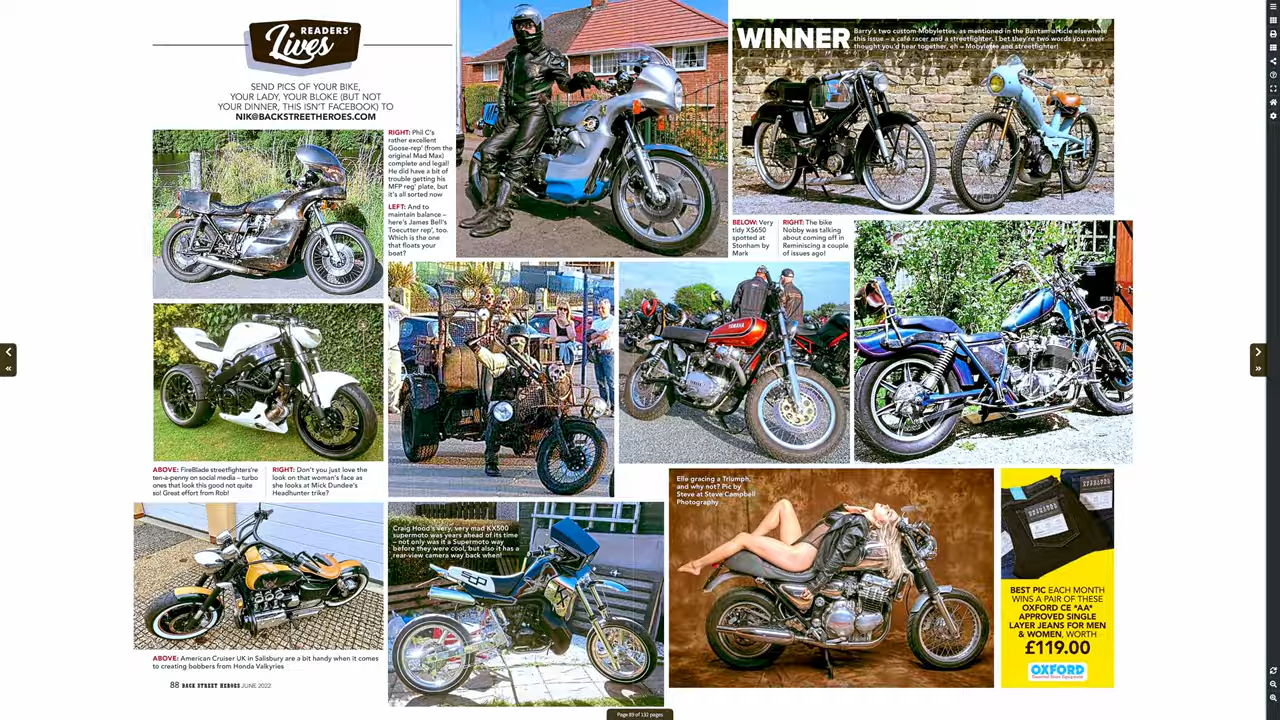 READERS'
Lives
SEND PICS OF YOUR BIKE,
YOUR LADY, YOUR BLOKE (BUT NOT
YOUR DINNER, THIS ISN'T FACEBOOK) TO
NIK@BACKSTREETHEROES.COM
RIGHT: Phil C's
rather excellent
Goose-rep' (from the
original Mad Max)
complete and legal!
He did have a bit of
trouble getting his
MFP reg' plate, but
it's all sorted now
LEFT: And to
maintain balance –
here's James Bell's
Toecutter rep', too.
Which is the one
that floats your
boat?
WINNER
Barry's two custom Mobylettes, as mentioned in the Bantam article elsewhere
this issue – a café racer and a streetfighter. I bet they're two words you never
thought you'd hear together, eh – Mobylette and streetfighter!
BELOW: Very
tidy XS650
spotted at
Stonham by
Mark
RIGHT: The bike
Nobby was talking
about coming off in
Reminiscing a couple
of issues ago!
YAMAHA
ABOVE: FireBlade streetfighters're
ten-a-penny on social media – turbo
ones that look this good not quite
so! Great effort from Rob!
RIGHT: Don't you just love the
look on that woman's face as
she looks at Mick Dundee's
Headhunter trike?
Craig Hood's very, very mad KX500
supermoto was years ahead of its time
– not only was it a Supermoto way
before they were cool, but also it has a
rear-view camera way back when!
Elle gracing a Triumph,
and why not? Pic by
Steve at Steve Campbell
Photography
BEST PIC EACH MONTH
WINS A PAIR OF THESE
OXFORD CE "AA"
APPROVED SINGLE
LAYER JEANS FOR MEN
& WOMEN, WORTH
£119.00
OXFORD
ABOVE: American Cruiser UK in Salisbury are a bit handy when it comes
to creating bobbers from Honda Valkyries
88 BACK STREET HEROES JUNE 2022
Page 89 of 132 pages